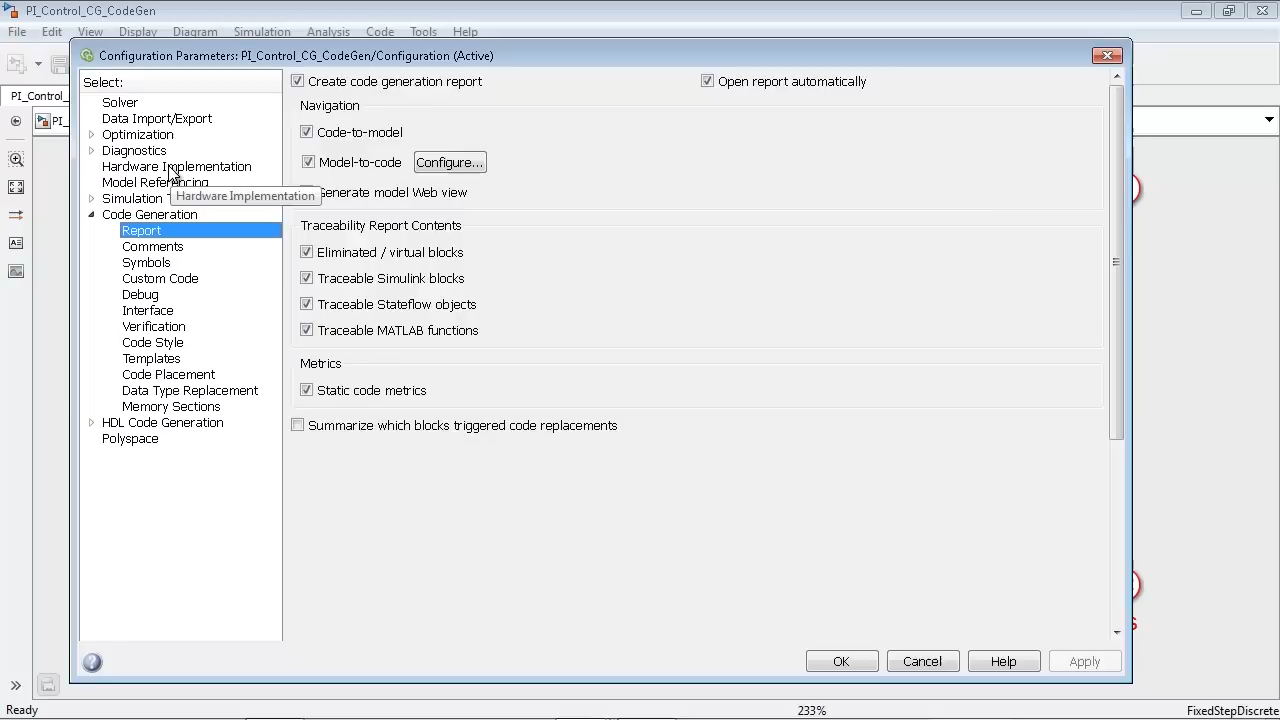 PI_Control_CG_CodeGen
File Edit View Display Diagram Simulation Analysis Code Tools Help
Configuration Parameters: PI_Control_CG_CodeGen/Configuration (Active)
PI_Control_
PI_
Select:
Solver
Data Import/Export
Optimization
Diagnostics
Hardware Implementation
Model Referencing
Simulation
Hardware Implementation
Code Generation
Report
Comments
Symbols
Custom Code
Debug
Interface
Verification
Code Style
Templates
Code Placement
Data Type Replacement
Memory Sections
HDL Code Generation
Polyspace
Create code generation report Open report automatically
Navigation
Code-to-model
Model-to-code Configure...
Generate model Web view
Traceability Report Contents
Eliminated / virtual blocks
Traceable Simulink blocks
Traceable Stateflow objects
Traceable MATLAB functions
Metrics
Static code metrics
Summarize which blocks triggered code replacements
OK Cancel Help Apply
Ready 233% FixedStepDiscrete